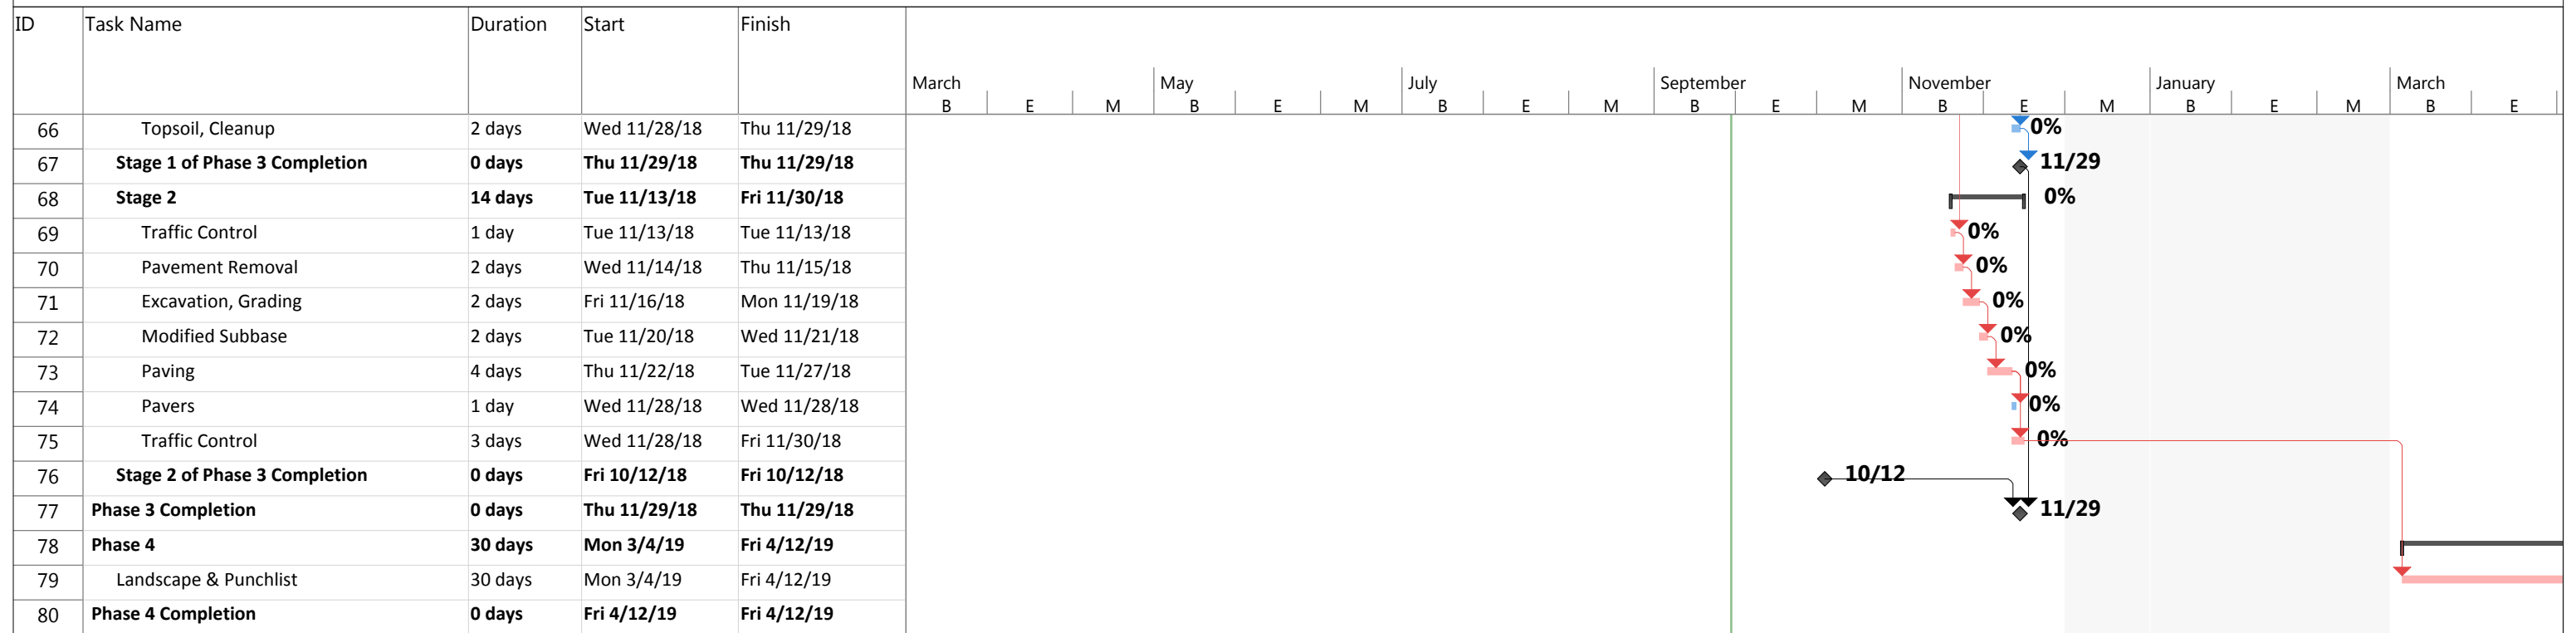 ID Task Name Duration Start Finish
March May July September November January March
B E M B E M B E M B E M B E M B E M B E
66 Topsoil, Cleanup 2 days Wed 11/28/18 Thu 11/29/18 0%
67 Stage 1 of Phase 3 Completion 0 days Thu 11/29/18 Thu 11/29/18 11/29
68 Stage 2 14 days Tue 11/13/18 Fri 11/30/18 0%
69 Traffic Control 1 day Tue 11/13/18 Tue 11/13/18 0%
70 Pavement Removal 2 days Wed 11/14/18 Thu 11/15/18 0%
71 Excavation, Grading 2 days Fri 11/16/18 Mon 11/19/18 0%
72 Modified Subbase 2 days Tue 11/20/18 Wed 11/21/18 0%
73 Paving 4 days Thu 11/22/18 Tue 11/27/18 0%
74 Pavers 1 day Wed 11/28/18 Wed 11/28/18 0%
75 Traffic Control 3 days Wed 11/28/18 Fri 11/30/18 0%
76 Stage 2 of Phase 3 Completion 0 days Fri 10/12/18 Fri 10/12/18 10/12
77 Phase 3 Completion 0 days Thu 11/29/18 Thu 11/29/18 11/29
78 Phase 4 30 days Mon 3/4/19 Fri 4/12/19
79 Landscape & Punchlist 30 days Mon 3/4/19 Fri 4/12/19
80 Phase 4 Completion 0 days Fri 4/12/19 Fri 4/12/19